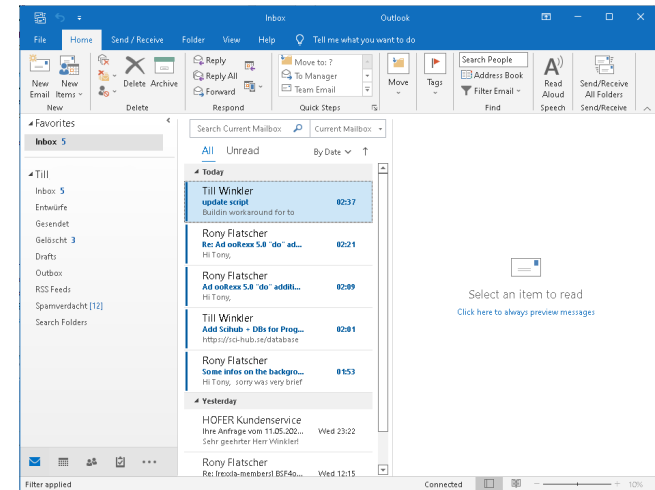 Inbox Outlook
File Home Send / Receive Folder View Help Tell me what you want to do
New Email
New Items
New
Delete Archive
Delete
Reply
Reply All
Forward
Respond
Move to: ?
To Manager
Team Email
Quick Steps
Move
Tags
Search People
Address Book
Filter Email
Find
Read Aloud
Speech
Send/Receive All Folders
Send/Receive
Favorites
Inbox 5
Till
Inbox 5
Entwürfe
Gesendet
Gelöscht 3
Drafts
Outbox
RSS Feeds
Spamverdacht [12]
Search Folders
Search Current Mailbox Current Mailbox
All Unread By Date
Today
Till Winkler
update script 02:37
Buildin workaround for to
Rony Flatscher
Re: Ad ooRexx 5.0 "do" ad... 02:21
Hi Tony,
Rony Flatscher
Ad ooRexx 5.0 "do" additi... 02:09
Hi Tony,
Till Winkler
Add Scihub + DBs for Prog... 02:01
https://sci-hub.se/database
Rony Flatscher
Some infos on the backgro... 01:53
Hi Tony, sorry was very brief
Yesterday
HOFER Kundenservice
Ihre Anfrage vom 11.05.202... Wed 23:22
Sehr geehrter Herr Winkler!
Rony Flatscher
Re: [rexxla-members] BSF4o... Wed 12:15
Select an item to read
Click here to always preview messages
Filter applied Connected 10%